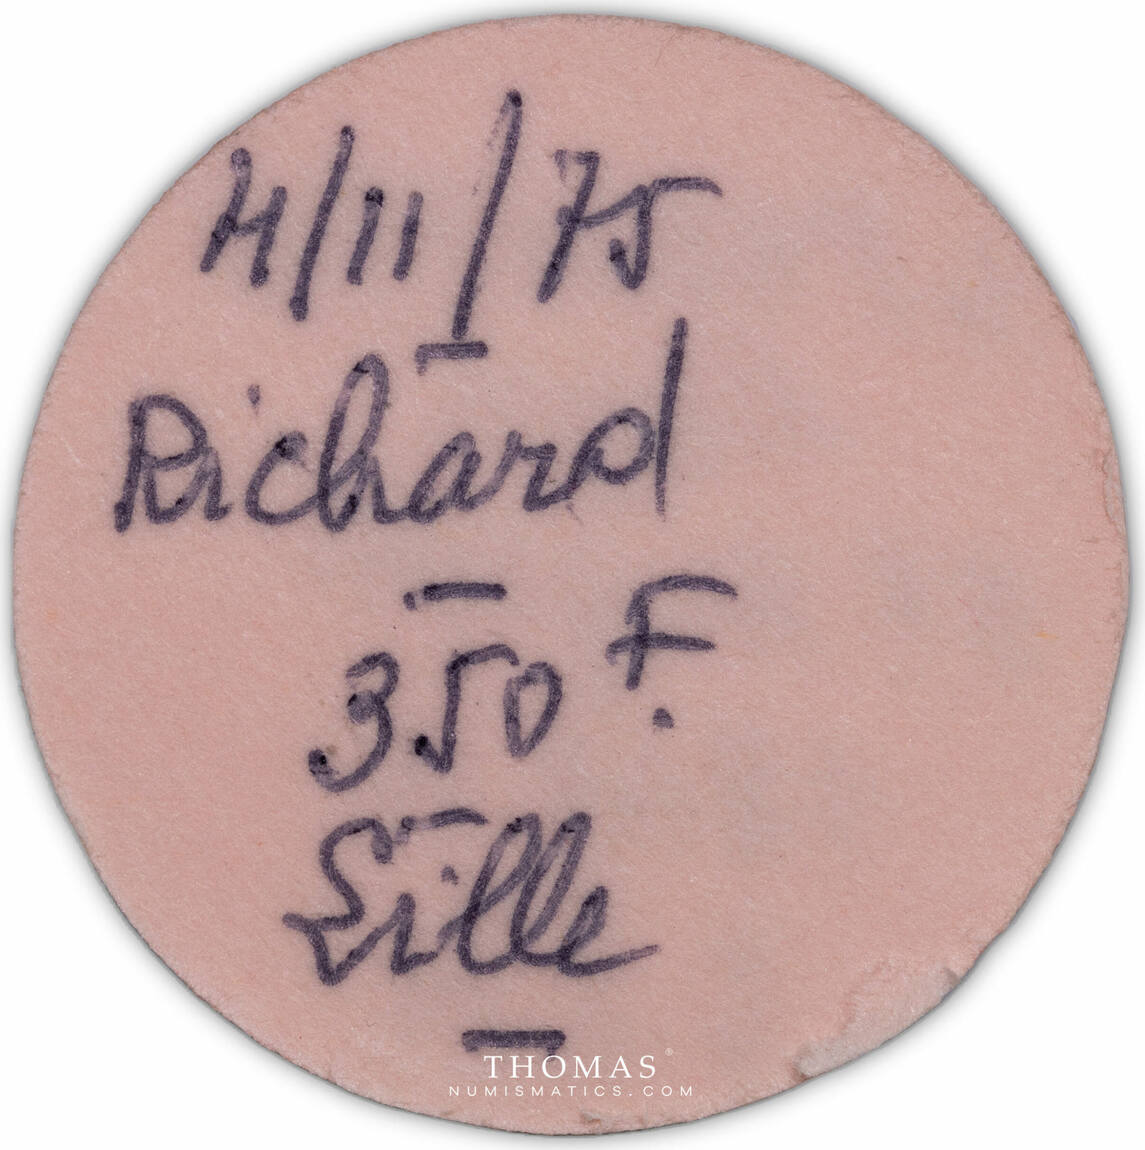 4/11/75
—
Richard
—
350 F.
—
Lille
—
THOMAS®
NUMISMATICS.COM